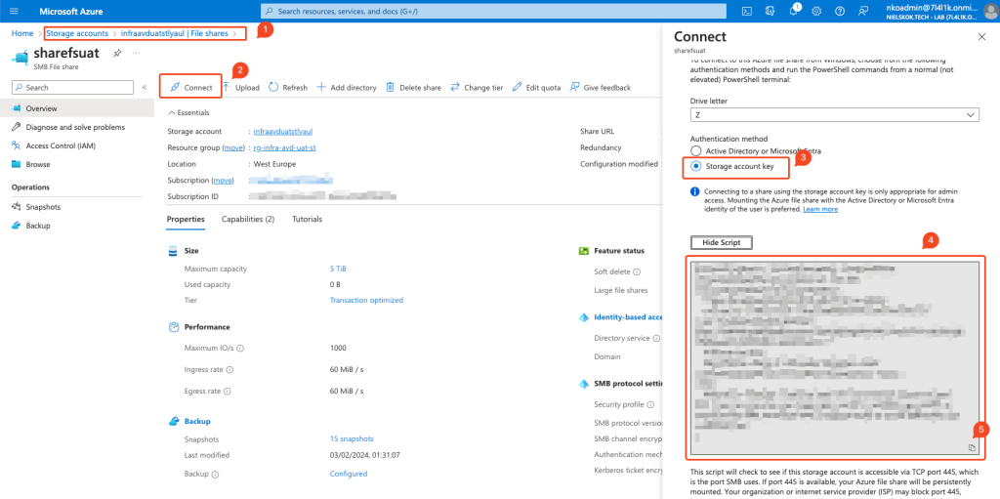 Microsoft Azure
Search resources, services, and docs (G+/)
1
nkoadmin@7l4l1k.onmi...
NIELSKOK.TECH - LAB (7L4L1K.O...
Home > Storage accounts > infraavduatstlyaul | File shares >
1
sharefsuat
SMB File share
Search
Overview
Diagnose and solve problems
Access Control (IAM)
Browse
Operations
Snapshots
Backup
2
Connect
Upload
Refresh
Add directory
Delete share
Change tier
Edit quota
Give feedback
Essentials
Storage account : infraavduatstlyaul
Resource group (move) : rg-infra-avd-uat-st
Location : West Europe
Subscription (move) :
Subscription ID :
Share URL :
Redundancy :
Configuration modified :
Properties
Capabilities (2)
Tutorials
Size
Maximum capacity 5 TiB
Used capacity 0 B
Tier Transaction optimized
Performance
Maximum IO/s 1000
Ingress rate 60 MiB / s
Egress rate 60 MiB / s
Backup
Snapshots 15 snapshots
Last modified 03/02/2024, 01:31:07
Backup Configured
Feature status
Soft delete
Large file shares
Identity-based acce
Directory service
Domain
SMB protocol settin
Security profile
SMB protocol version
SMB channel encryp
Authentication mech
Kerberos ticket encry
Connect
sharefsuat
To connect to this Azure file share from Windows, choose from the following
authentication methods and run the PowerShell commands from a normal (not
elevated) PowerShell terminal:
Drive letter
Z
Authentication method
Active Directory or Microsoft Entra
Storage account key
3
Connecting to a share using the storage account key is only appropriate for admin
access. Mounting the Azure file share with the Active Directory or Microsoft Entra
identity of the user is preferred. Learn more
Hide Script
4
5
This script will check to see if this storage account is accessible via TCP port 445, which
is the port SMB uses. If port 445 is available, your Azure file share will be persistently
mounted. Your organization or internet service provider (ISP) may block port 445,